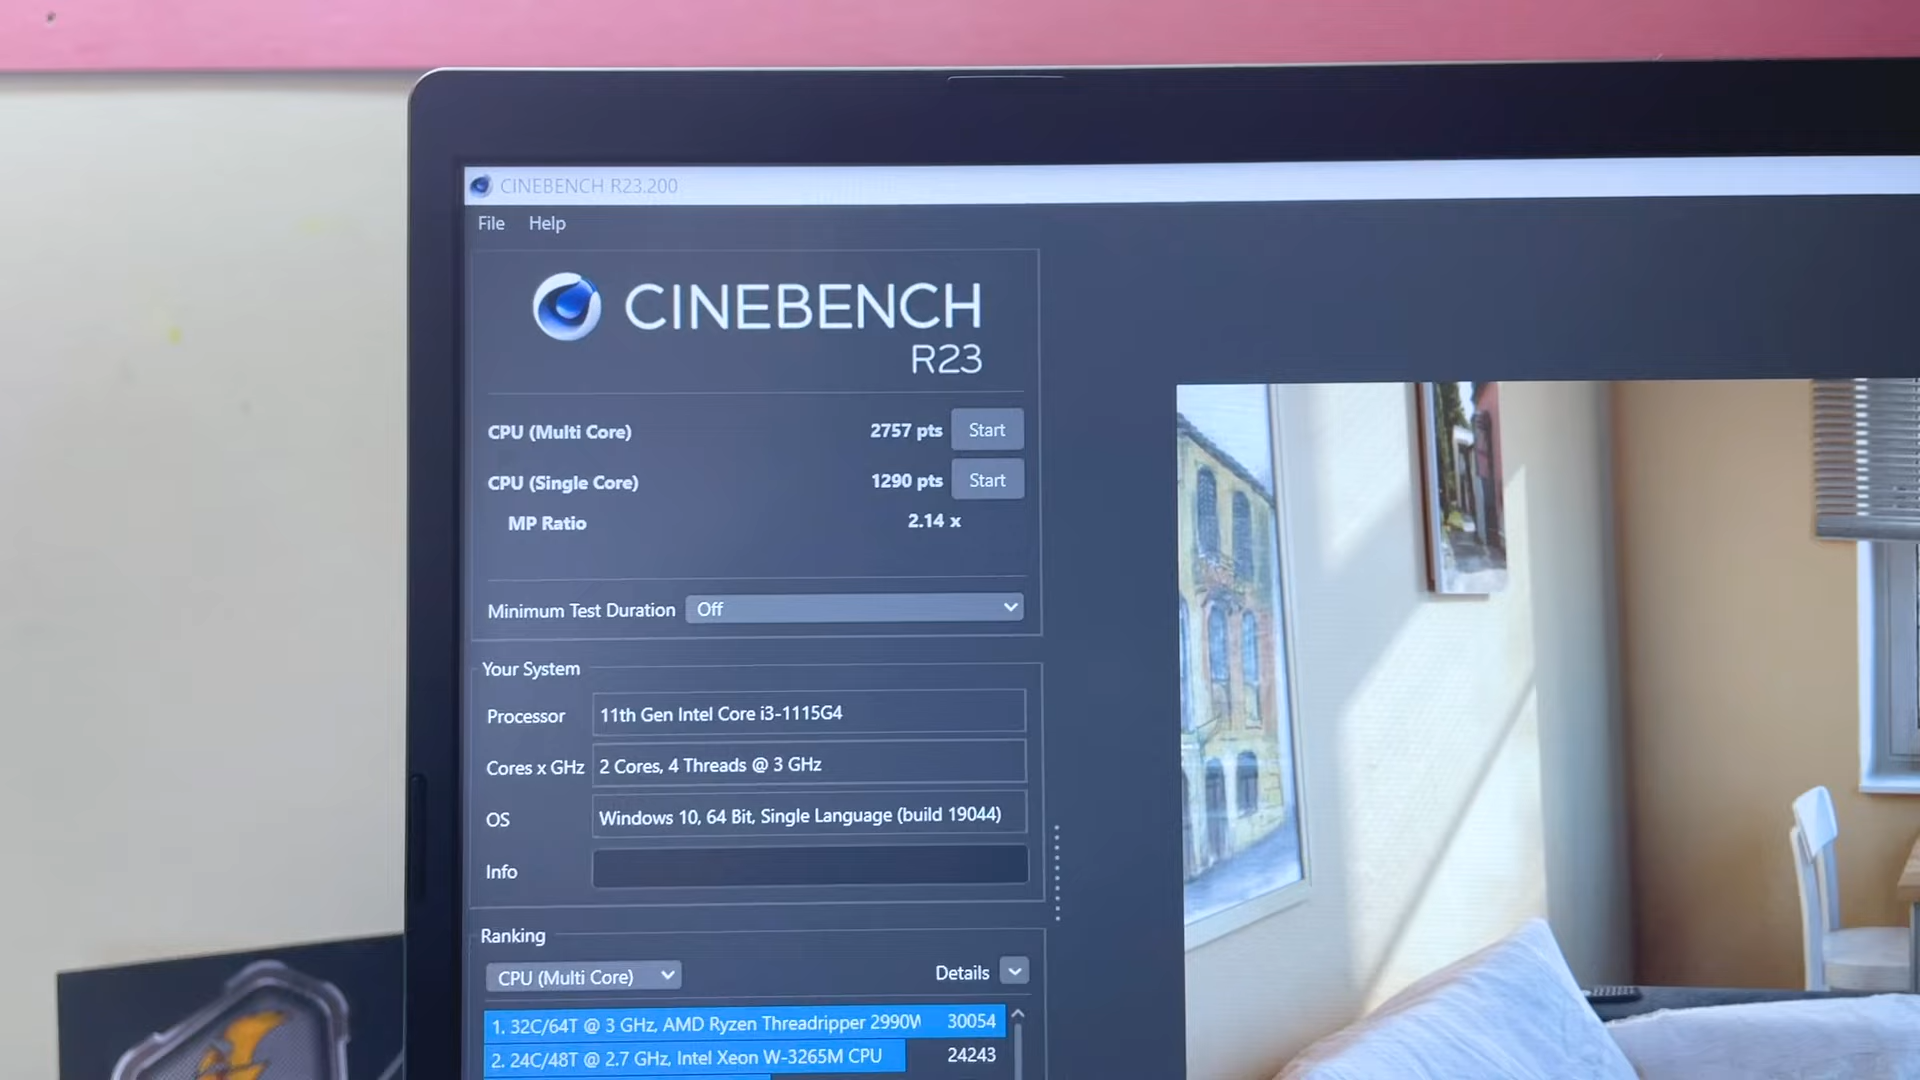 CINEBENCH R23.200
File Help
CINEBENCH
R23
CPU (Multi Core) 2757 pts Start
CPU (Single Core) 1290 pts Start
MP Ratio 2.14 x
Minimum Test Duration Off
Your System
Processor 11th Gen Intel Core i3-1115G4
Cores x GHz 2 Cores, 4 Threads @ 3 GHz
OS Windows 10, 64 Bit, Single Language (build 19044)
Info
Ranking
CPU (Multi Core) Details
1. 32C/64T @ 3 GHz, AMD Ryzen Threadripper 2990W 30054
2. 24C/48T @ 2.7 GHz, Intel Xeon W-3265M CPU 24243